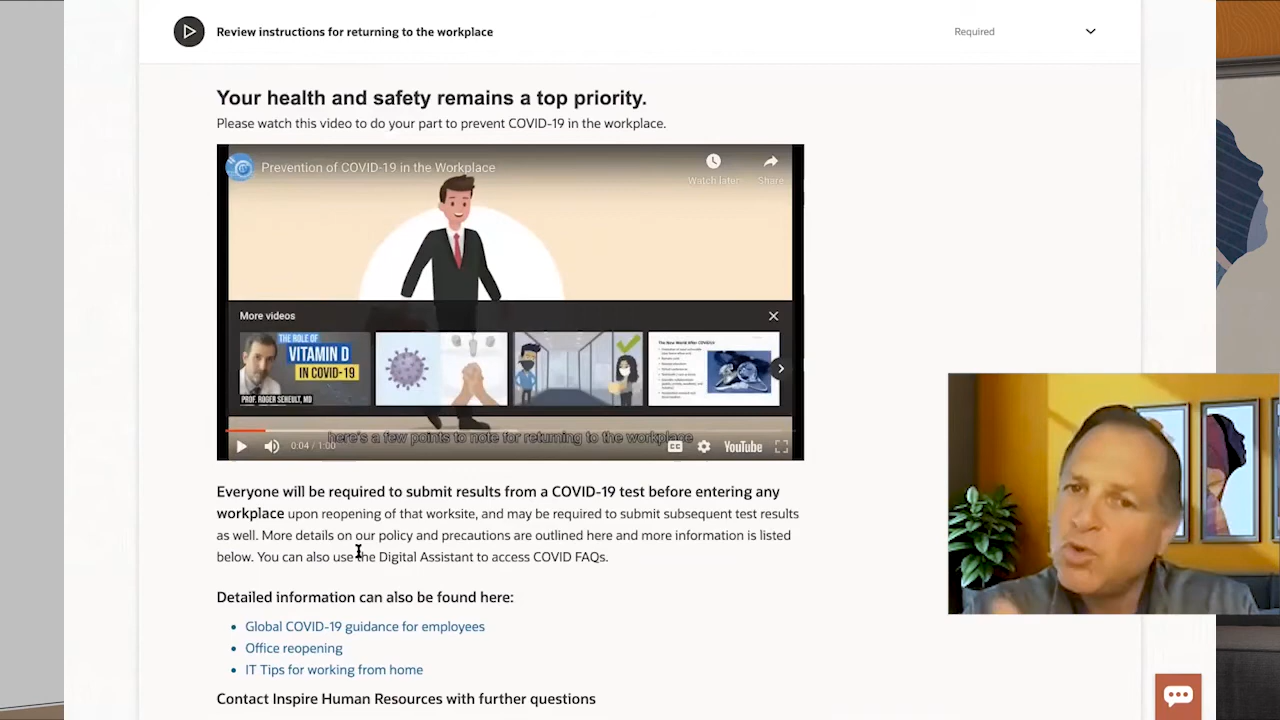 Review instructions for returning to the workplace
Required
Your health and safety remains a top priority.
Please watch this video to do your part to prevent COVID-19 in the workplace.
Prevention of COVID-19 in the Workplace
Watch later
Share
More videos
THE ROLE OF
VITAMIN D
IN COVID-19
PROF. ROGER SEHEULT, MD
here's a few points to note for returning to the workplace
0:04 / 1:00
CC
YouTube
Everyone will be required to submit results from a COVID-19 test before entering any
workplace upon reopening of that worksite, and may be required to submit subsequent test results
as well. More details on our policy and precautions are outlined here and more information is listed
below. You can also use the Digital Assistant to access COVID FAQs.
Detailed information can also be found here:
Global COVID-19 guidance for employees
Office reopening
IT Tips for working from home
Contact Inspire Human Resources with further questions